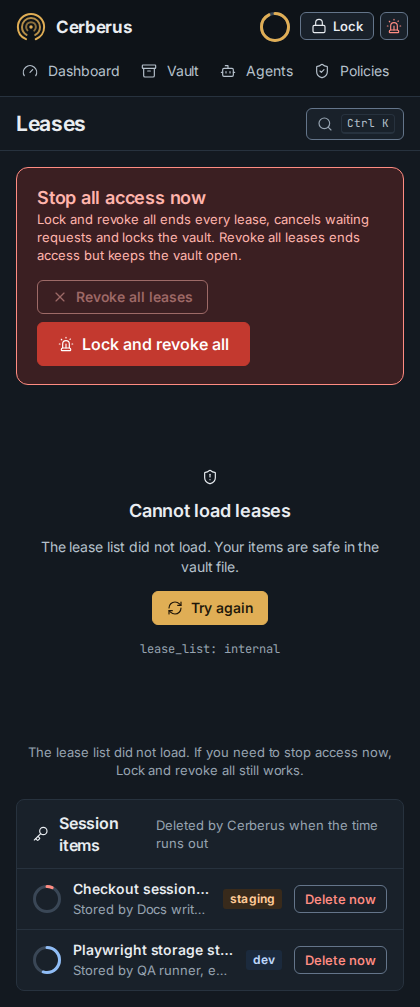 Cerberus
Lock
Dashboard
Vault
Agents
Policies
Leases
Ctrl K
Stop all access now
Lock and revoke all ends every lease, cancels waiting
requests and locks the vault. Revoke all leases ends
access but keeps the vault open.
Revoke all leases
Lock and revoke all
Cannot load leases
The lease list did not load. Your items are safe in the
vault file.
Try again
lease_list: internal
The lease list did not load. If you need to stop access now,
Lock and revoke all still works.
Session
items
Deleted by Cerberus when the time
runs out
Checkout session...
Stored by Docs writ...
staging
Delete now
Playwright storage st...
Stored by QA runner, e...
dev
Delete now